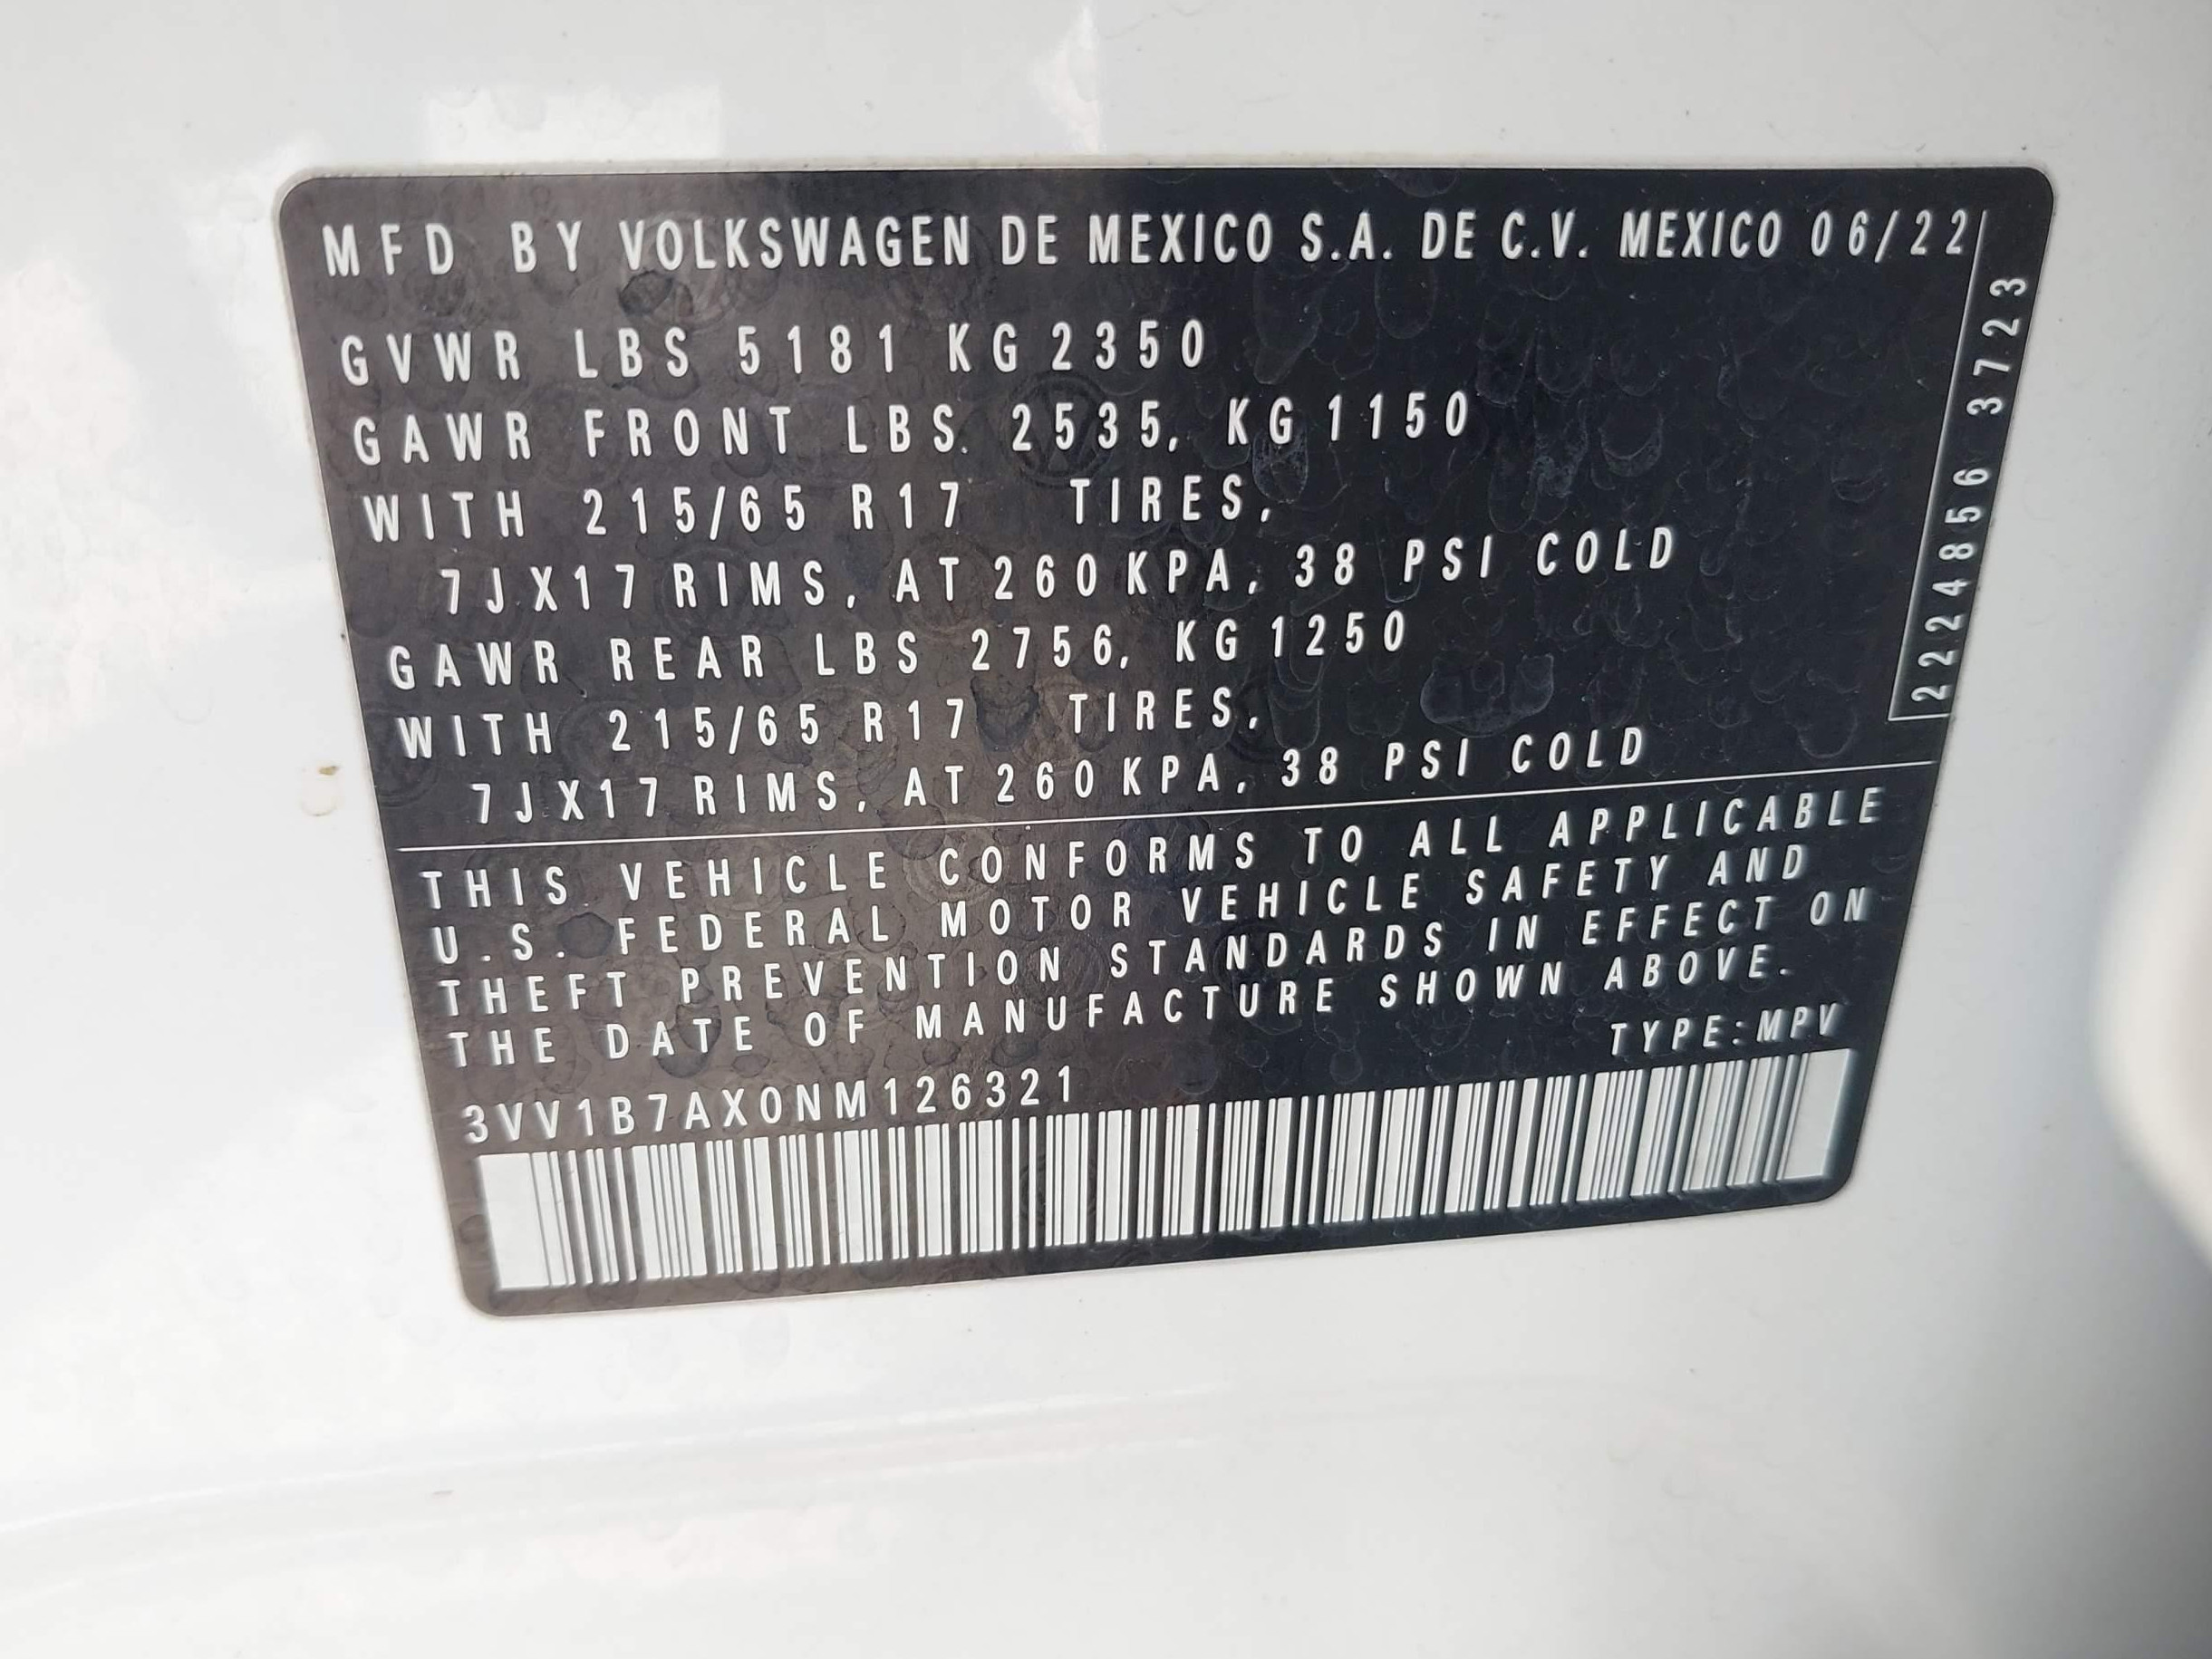 MFD BY VOLKSWAGEN DE MEXICO S.A. DE C.V. MEXICO 06/22
GVWR LBS 5181 KG 2350
GAWR FRONT LBS. 2535, KG 1150
WITH 215/65 R17 TIRES,
7JX17 RIMS, AT 260 KPA, 38 PSI COLD
GAWR REAR LBS 2756, KG 1250
WITH 215/65 R17 TIRES,
7JX17 RIMS, AT 260 KPA, 38 PSI COLD
2224856 3723
THIS VEHICLE CONFORMS TO ALL APPLICABLE
U.S. FEDERAL MOTOR VEHICLE SAFETY AND
THEFT PREVENTION STANDARDS IN EFFECT ON
THE DATE OF MANUFACTURE SHOWN ABOVE.
TYPE:MPV
3VV1B7AX0NM126321